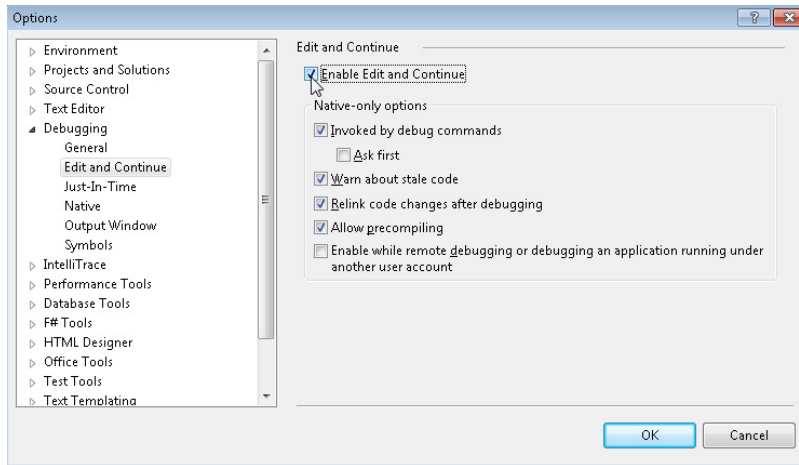 Options
Environment
Projects and Solutions
Source Control
Text Editor
Debugging
General
Edit and Continue
Just-In-Time
Native
Output Window
Symbols
IntelliTrace
Performance Tools
Database Tools
F# Tools
HTML Designer
Office Tools
Test Tools
Text Templating
Edit and Continue
Enable Edit and Continue
Native-only options
Invoked by debug commands
Ask first
Warn about stale code
Relink code changes after debugging
Allow precompiling
Enable while remote debugging or debugging an application running under
another user account
OK
Cancel